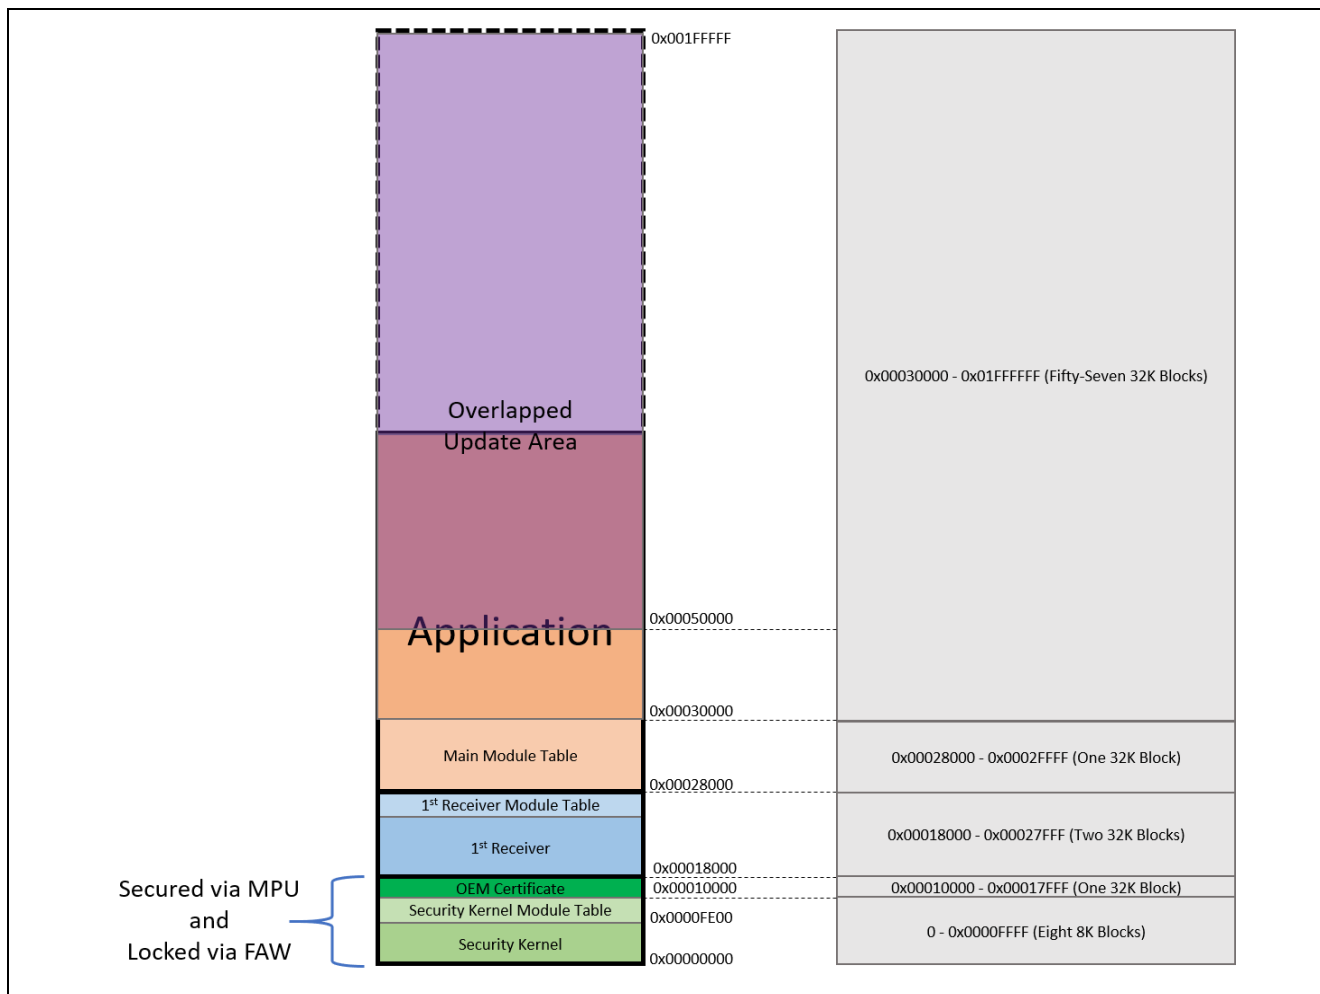 0x001FFFFF
Overlapped
Update Area
0x00030000 - 0x01FFFFFF (Fifty-Seven 32K Blocks)
0x00050000
Application
0x00030000
Main Module Table
0x00028000 - 0x0002FFFF (One 32K Block)
0x00028000
1st Receiver Module Table
1st Receiver
0x00018000 - 0x00027FFF (Two 32K Blocks)
0x00018000
OEM Certificate
0x00010000
0x00010000 - 0x00017FFF (One 32K Block)
Security Kernel Module Table
0x0000FE00
Security Kernel
0 - 0x0000FFFF (Eight 8K Blocks)
0x00000000
Secured via MPU
and
Locked via FAW